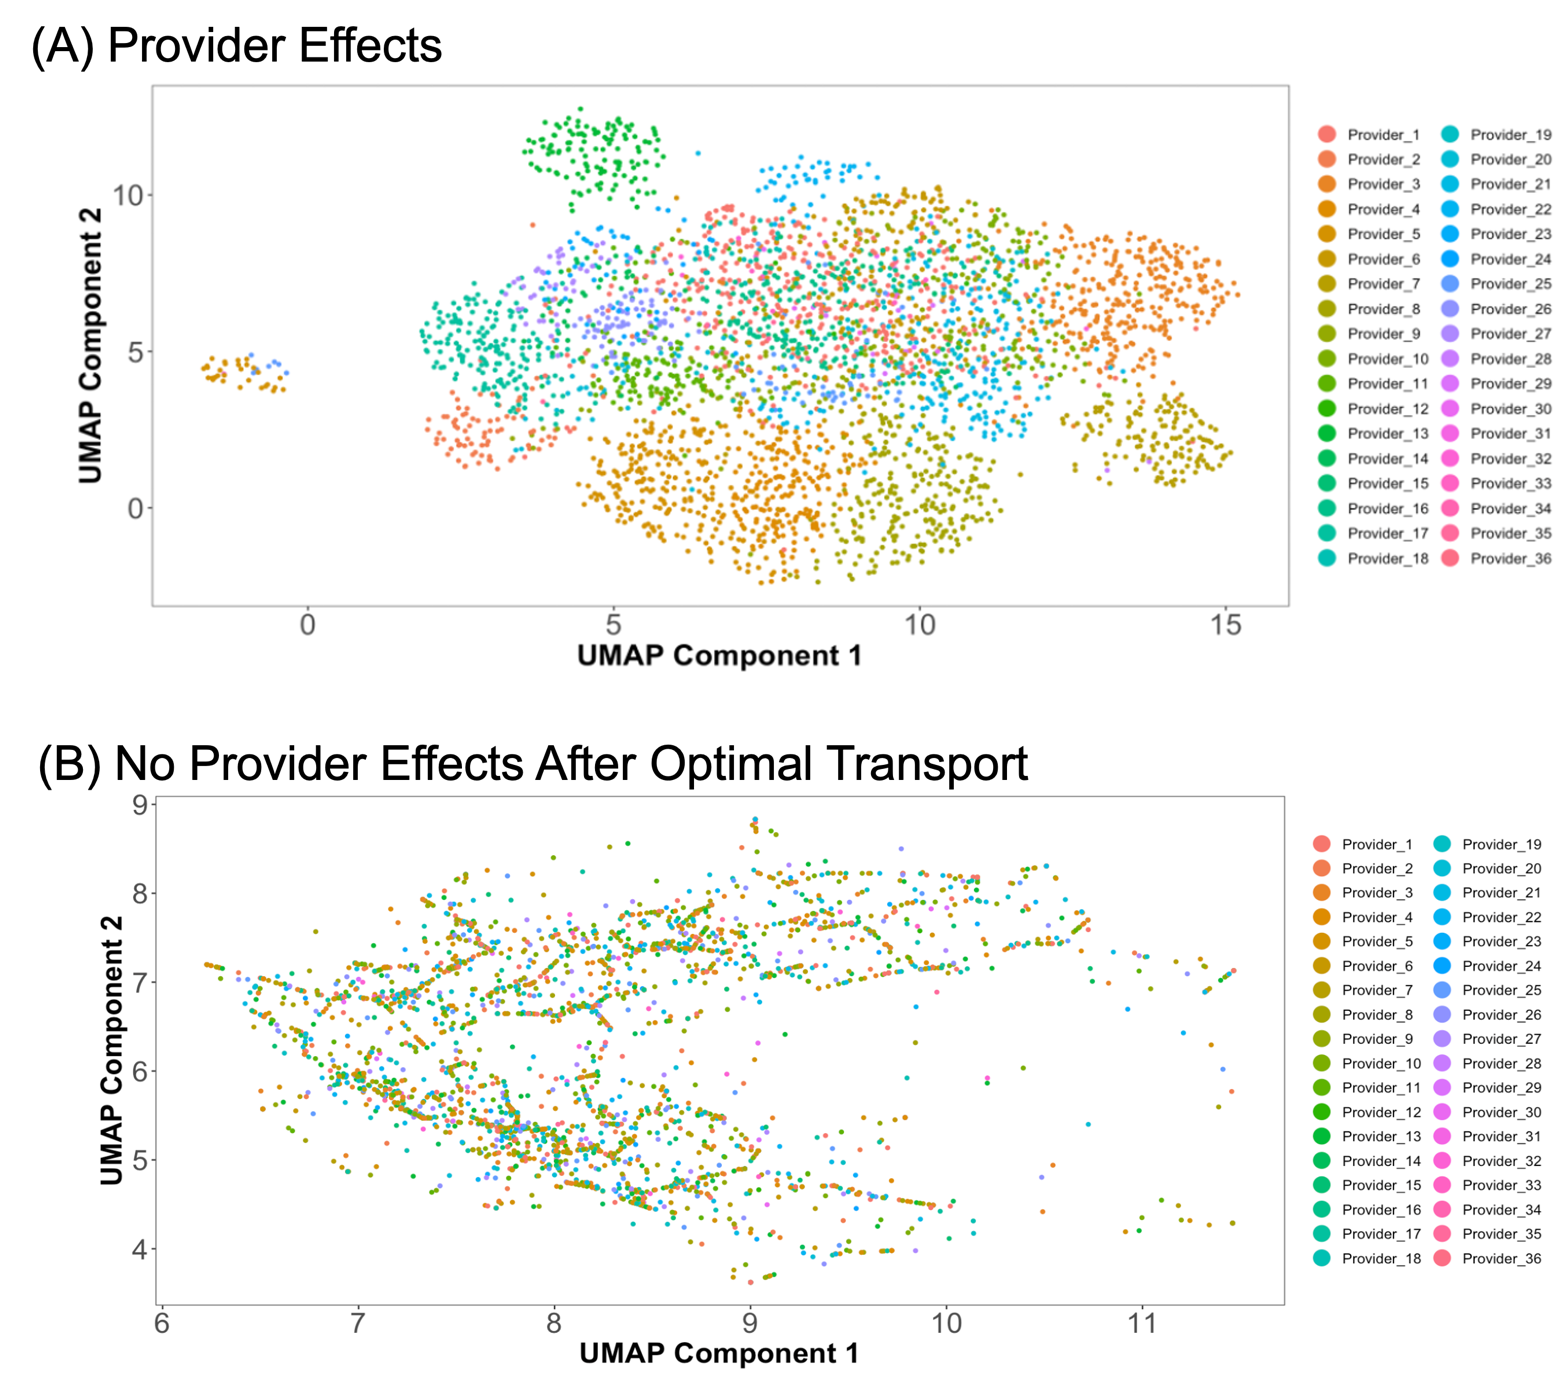 (A) Provider Effects
10
5
0
UMAP Component 2
0 5 10 15
UMAP Component 1
Provider_1 Provider_19
Provider_2 Provider_20
Provider_3 Provider_21
Provider_4 Provider_22
Provider_5 Provider_23
Provider_6 Provider_24
Provider_7 Provider_25
Provider_8 Provider_26
Provider_9 Provider_27
Provider_10 Provider_28
Provider_11 Provider_29
Provider_12 Provider_30
Provider_13 Provider_31
Provider_14 Provider_32
Provider_15 Provider_33
Provider_16 Provider_34
Provider_17 Provider_35
Provider_18 Provider_36
(B) No Provider Effects After Optimal Transport
9
8
7
6
5
4
UMAP Component 2
6 7 8 9 10 11
UMAP Component 1
Provider_1 Provider_19
Provider_2 Provider_20
Provider_3 Provider_21
Provider_4 Provider_22
Provider_5 Provider_23
Provider_6 Provider_24
Provider_7 Provider_25
Provider_8 Provider_26
Provider_9 Provider_27
Provider_10 Provider_28
Provider_11 Provider_29
Provider_12 Provider_30
Provider_13 Provider_31
Provider_14 Provider_32
Provider_15 Provider_33
Provider_16 Provider_34
Provider_17 Provider_35
Provider_18 Provider_36